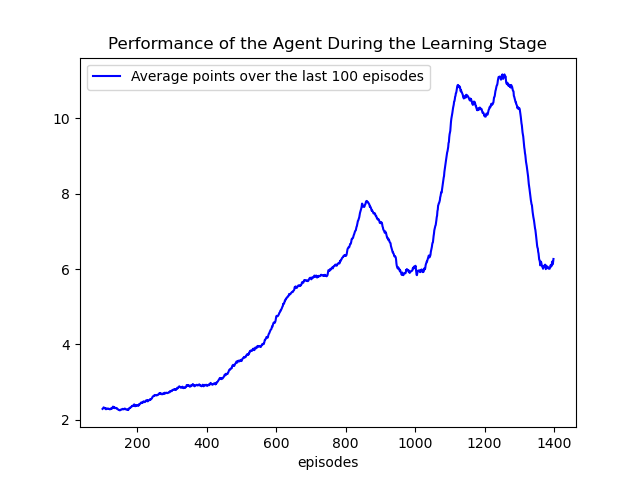 Performance of the Agent During the Learning Stage
Average points over the last 100 episodes
10
8
6
4
2
200 400 600 800 1000 1200 1400
episodes